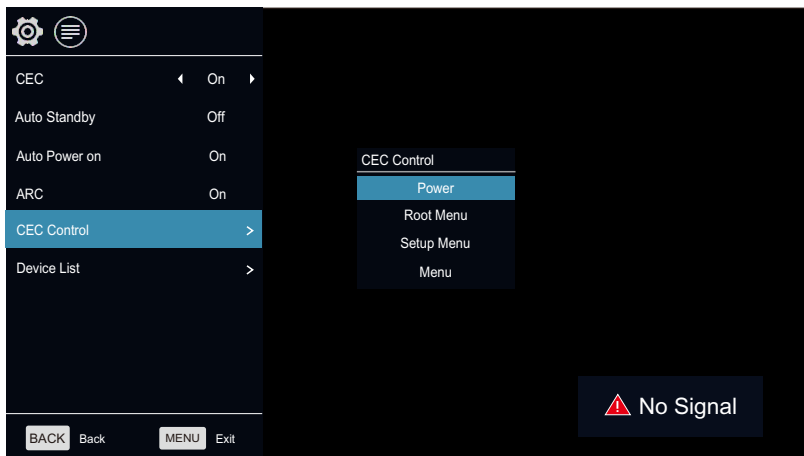 CEC On
Auto Standby Off
Auto Power on On
ARC On
CEC Control >
Device List >
BACK Back MENU Exit
CEC Control
Power
Root Menu
Setup Menu
Menu
! No Signal